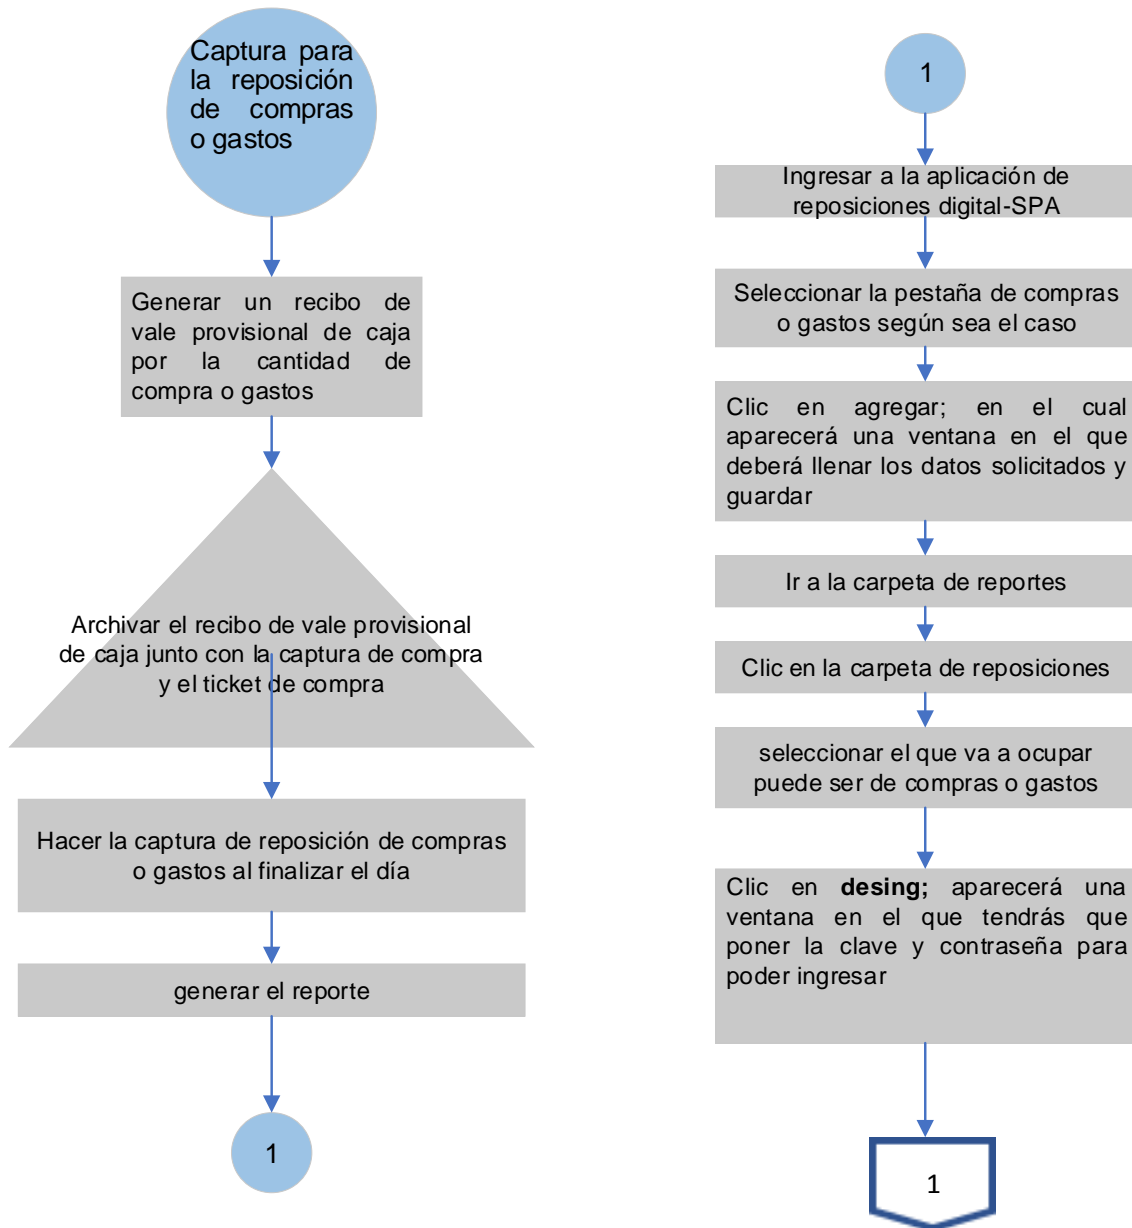 Captura para
la reposición
de compras
o gastos
Generar un recibo de
vale provisional de caja
por la cantidad de
compra o gastos
Archivar el recibo de vale provisional
de caja junto con la captura de compra
y el ticket de compra
Hacer la captura de reposición de compras
o gastos al finalizar el día
generar el reporte
1
1
Ingresar a la aplicación de
reposiciones digital-SPA
Seleccionar la pestaña de compras
o gastos según sea el caso
Clic en agregar; en el cual
aparecerá una ventana en el que
deberá llenar los datos solicitados y
guardar
Ir a la carpeta de reportes
Clic en la carpeta de reposiciones
seleccionar el que va a ocupar
puede ser de compras o gastos
Clic en desing; aparecerá una
ventana en el que tendrás que
poner la clave y contraseña para
poder ingresar
1